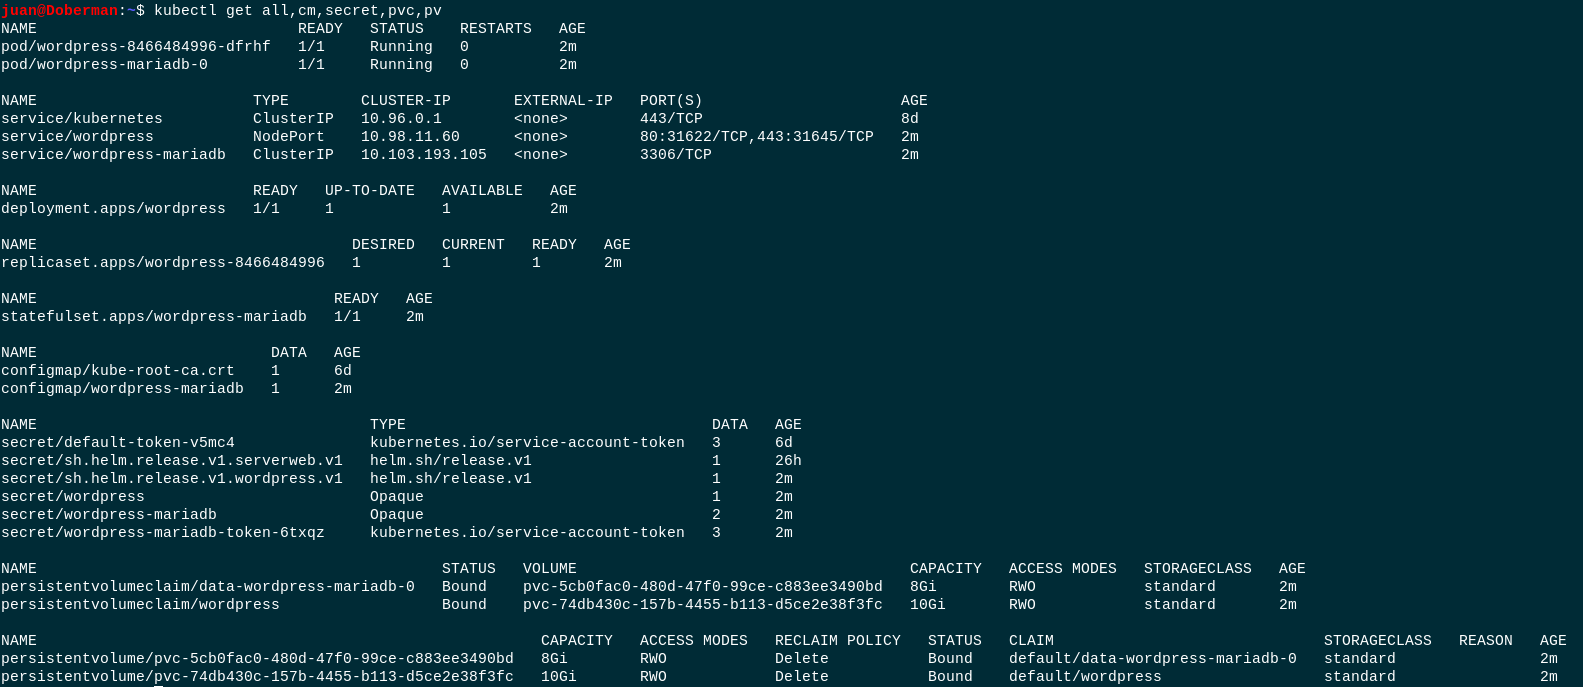 juan@Doberman:~$ kubectl get all,cm,secret,pvc,pv
NAME                             READY   STATUS    RESTARTS   AGE
pod/wordpress-8466484996-dfrhf   1/1     Running   0          2m
pod/wordpress-mariadb-0          1/1     Running   0          2m

NAME                        TYPE        CLUSTER-IP       EXTERNAL-IP   PORT(S)                      AGE
service/kubernetes          ClusterIP   10.96.0.1        <none>        443/TCP                      8d
service/wordpress           NodePort    10.98.11.60      <none>        80:31622/TCP,443:31645/TCP   2m
service/wordpress-mariadb   ClusterIP   10.103.193.105   <none>        3306/TCP                     2m

NAME                        READY   UP-TO-DATE   AVAILABLE   AGE
deployment.apps/wordpress   1/1     1            1           2m

NAME                                   DESIRED   CURRENT   READY   AGE
replicaset.apps/wordpress-8466484996   1         1         1       2m

NAME                                 READY   AGE
statefulset.apps/wordpress-mariadb   1/1     2m

NAME                          DATA   AGE
configmap/kube-root-ca.crt    1      6d
configmap/wordpress-mariadb   1      2m

NAME                                     TYPE                                  DATA   AGE
secret/default-token-v5mc4               kubernetes.io/service-account-token   3      6d
secret/sh.helm.release.v1.serverweb.v1   helm.sh/release.v1                    1      26h
secret/sh.helm.release.v1.wordpress.v1   helm.sh/release.v1                    1      2m
secret/wordpress                         Opaque                                1      2m
secret/wordpress-mariadb                 Opaque                                2      2m
secret/wordpress-mariadb-token-6txqz     kubernetes.io/service-account-token   3      2m

NAME                                             STATUS   VOLUME                                     CAPACITY   ACCESS MODES   STORAGECLASS   AGE
persistentvolumeclaim/data-wordpress-mariadb-0   Bound    pvc-5cb0fac0-480d-47f0-99ce-c883ee3490bd   8Gi        RWO            standard       2m
persistentvolumeclaim/wordpress                  Bound    pvc-74db430c-157b-4455-b113-d5ce2e38f3fc   10Gi       RWO            standard       2m

NAME                                                        CAPACITY   ACCESS MODES   RECLAIM POLICY   STATUS   CLAIM                              STORAGECLASS   REASON   AGE
persistentvolume/pvc-5cb0fac0-480d-47f0-99ce-c883ee3490bd   8Gi        RWO            Delete           Bound    default/data-wordpress-mariadb-0   standard                2m
persistentvolume/pvc-74db430c-157b-4455-b113-d5ce2e38f3fc   10Gi       RWO            Delete           Bound    default/wordpress                  standard                2m